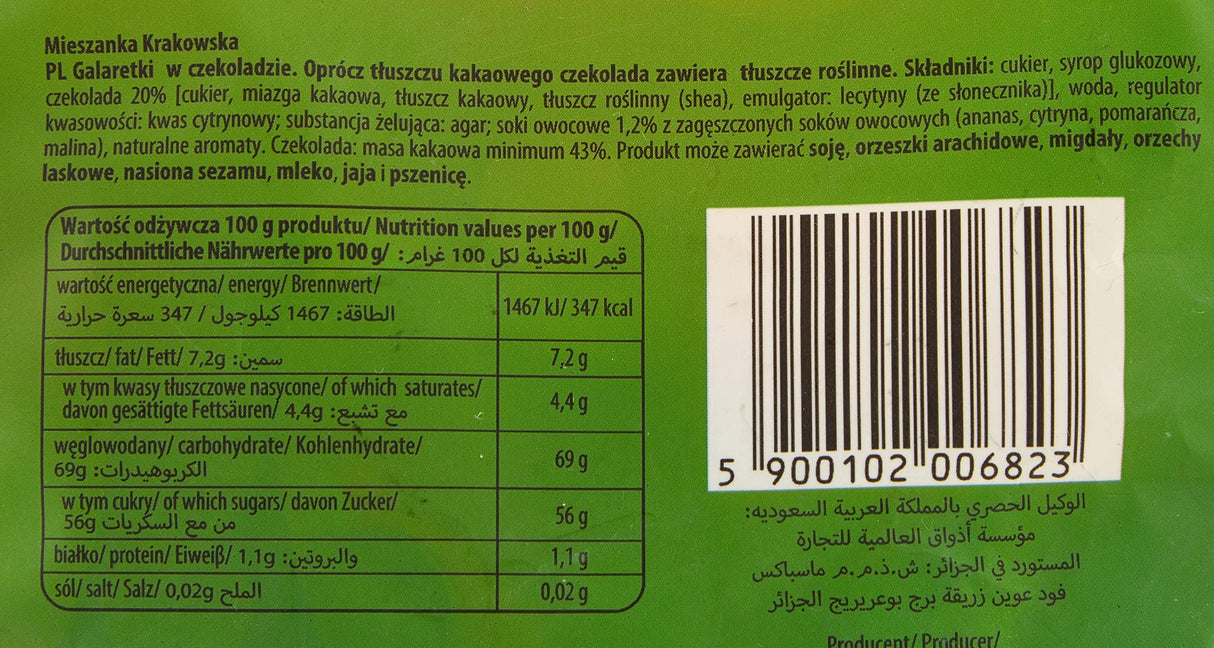 Mieszanka Krakowska
PL Galaretki w czekoladzie. Oprócz tłuszczu kakaowego czekolada zawiera tłuszcze roślinne. Składniki: cukier, syrop glukozowy,
czekolada 20% [cukier, miazga kakaowa, tłuszcz kakaowy, tłuszcz roślinny (shea), emulgator: lecytyny (ze słonecznika)], woda, regulator
kwasowości: kwas cytrynowy; substancja żelująca: agar; soki owocowe 1,2% z zagęszczonych soków owocowych (ananas, cytryna, pomarańcza,
malina), naturalne aromaty. Czekolada: masa kakaowa minimum 43%. Produkt może zawierać soję, orzeszki arachidowe, migdały, orzechy
laskowe, nasiona sezamu, mleko, jaja i pszenicę.
Wartość odżywcza 100 g produktu/ Nutrition values per 100 g/
Durchschnittliche Nährwerte pro 100 g/ قيم التغذية لكل 100 غرام:
wartość energetyczna/ energy/ Brennwert/
الطاقة: 1467 كيلوجول / 347 سعرة حرارية
1467 kJ/ 347 kcal
tłuszcz/ fat/ Fett/ 7,2g سمين:
7,2 g
w tym kwasy tłuszczowe nasycone/ of which saturates/
davon gesättigte Fettsäuren/ 4,4g مع تشبع:
4,4 g
węglowodany/ carbohydrate/ Kohlenhydrate/
69g الكربوهيدرات:
69 g
w tym cukry/ of which sugars/ davon Zucker/
56g من مع السكريات
56 g
białko/ protein/ Eiweiβ/ 1,1g والبروتين:
1,1 g
sól/ salt/ Salz/ 0,02g الملح
0,02 g
5 900102 006823
الوكيل الحصري بالمملكة العربية السعوديه:
مؤسسة أذواق العالمية للتجارة
المستورد في الجزائر: ش.ذ.م.م ماسباكس
فود عوين زريقة برج بوعريريج الجزائر
Producent/ Producer/